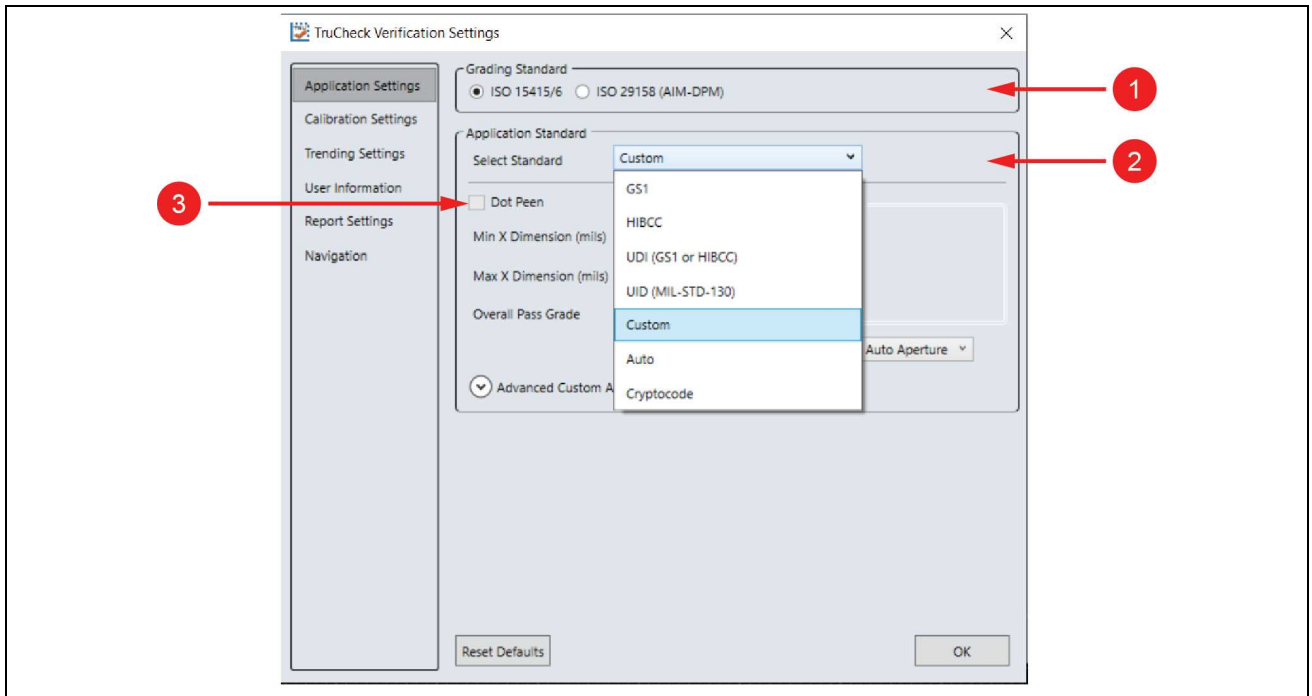 TruCheck Verification Settings
Application Settings
Calibration Settings
Trending Settings
User Information
Report Settings
Navigation
Grading Standard
ISO 15415/6 ISO 29158 (AIM-DPM)
1
Application Standard
Select Standard Custom
2
GS1
HIBCC
UDI (GS1 or HIBCC)
UID (MIL-STD-130)
Custom
Auto
Cryptocode
3
Dot Peen
Min X Dimension (mils)
Max X Dimension (mils)
Overall Pass Grade
Auto Aperture
Advanced Custom A
Reset Defaults
OK